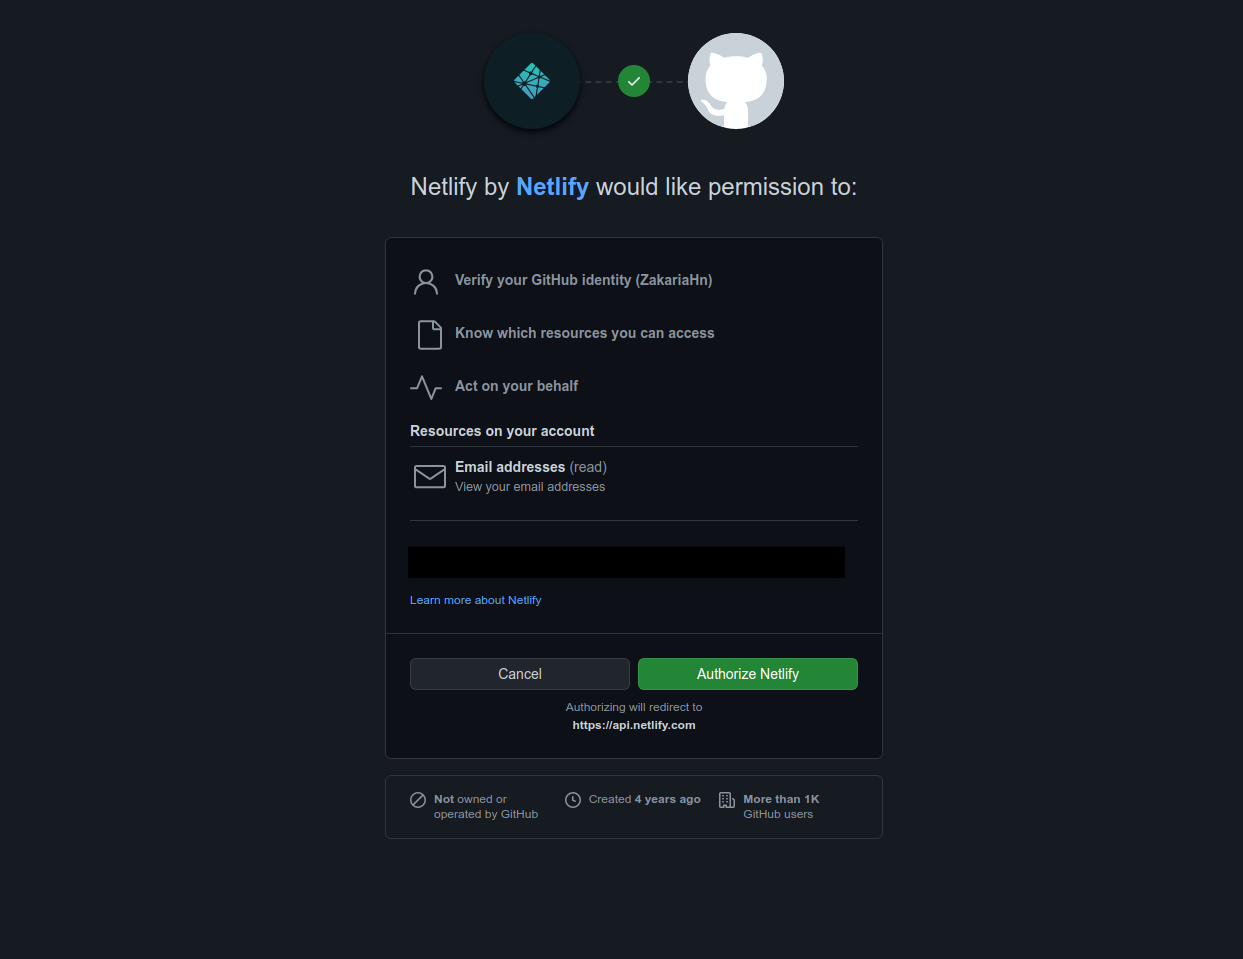 Netlify by Netlify would like permission to:
Verify your GitHub identity (ZakariaHn)
Know which resources you can access
Act on your behalf
Resources on your account
Email addresses (read)
View your email addresses
Learn more about Netlify
Cancel
Authorize Netlify
Authorizing will redirect to
https://api.netlify.com
Not owned or
operated by GitHub
Created 4 years ago
More than 1K
GitHub users